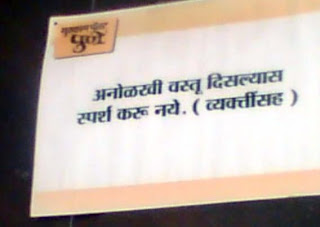 पुणे
अनोळखी वस्तू दिसल्यास
स्पर्श करू नये. ( व्यक्तींसह )